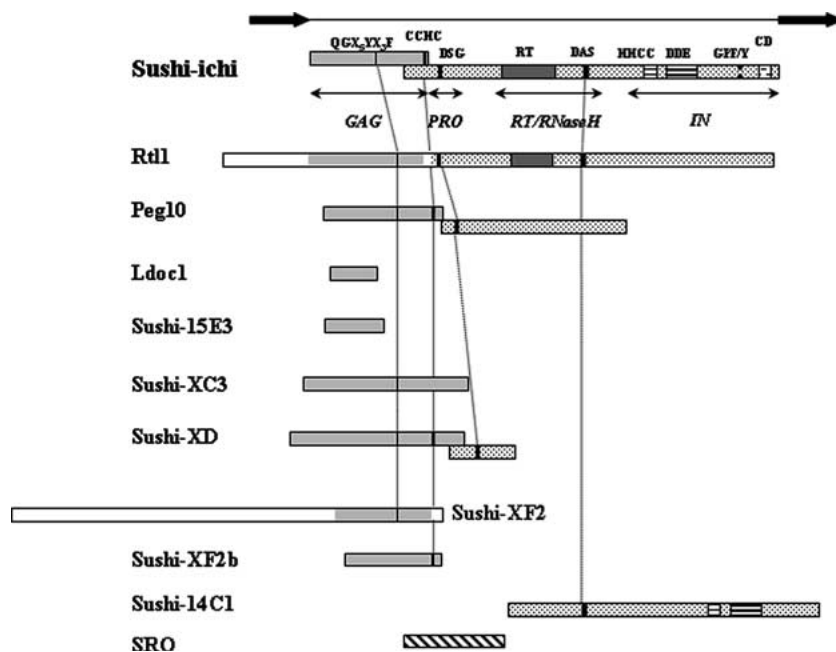 QGX5YX3F CCHC
Sushi-ichi DSG RT DAS HHCC DDE GPF/Y CD
GAG PRO RT/RNaseH IN
Rtl1
Peg10
Ldoc1
Sushi-15E3
Sushi-XC3
Sushi-XD
Sushi-XF2
Sushi-XF2b
Sushi-14C1
SRO